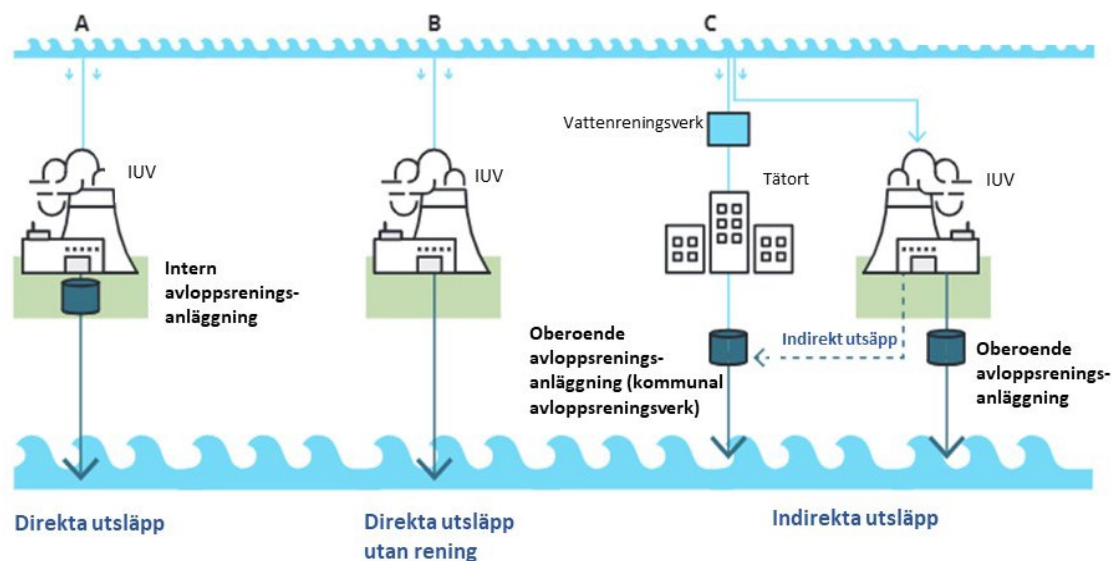 A
B
C
Vattenreningsverk
IUV
IUV
Tätort
IUV
Intern
avloppsrenings-
anläggning
Oberoende
avloppsrenings-
anläggning (kommunal
avloppsreningsverk)
Indirekt utsäpp
Oberoende
avloppsrenings-
anläggning
Direkta utsläpp
Direkta utsläpp
utan rening
Indirekta utsläpp